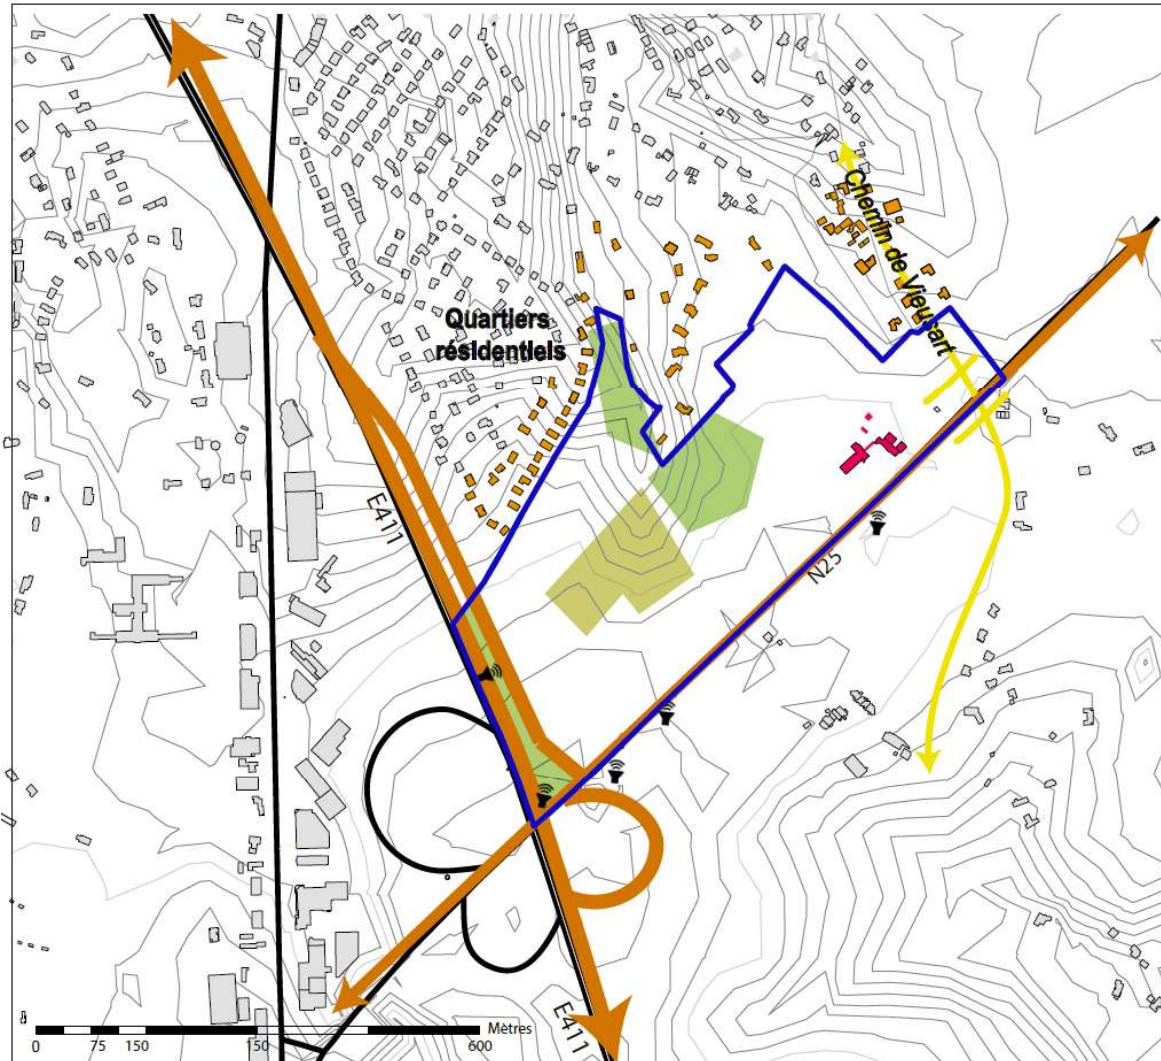 Chemin de Vieusart
Quartiers
résidentiels
E411
N25
E411
Mètres
0 75 150 150 600